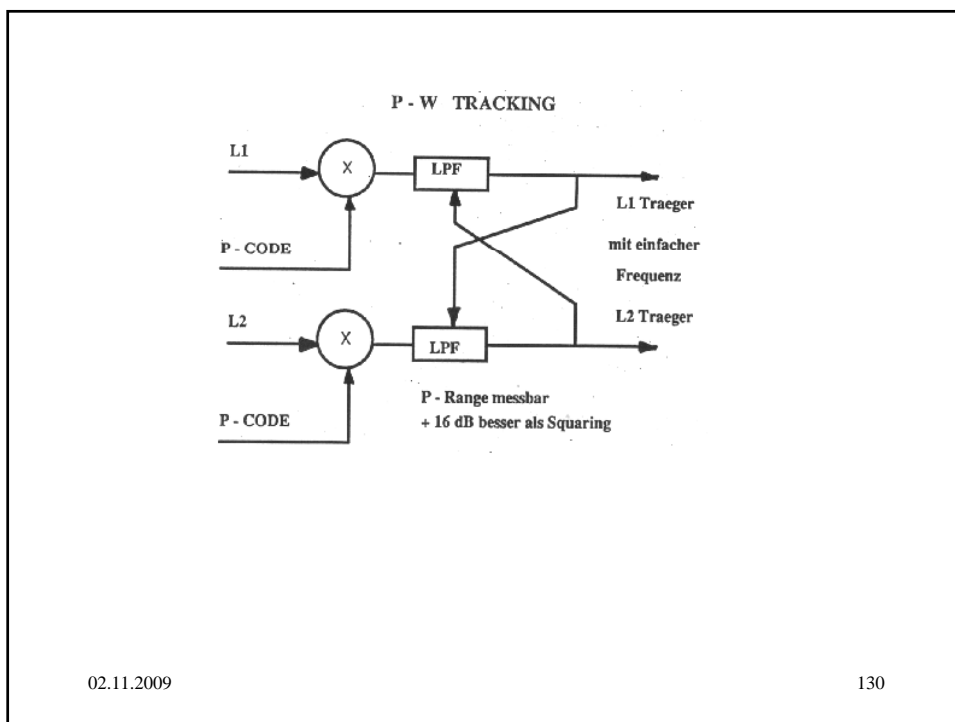 P - W TRACKING
L1
X
LPF
L1 Traeger
P - CODE
mit einfacher
Frequenz
L2
X
LPF
L2 Traeger
P - CODE
P - Range messbar
+ 16 dB besser als Squaring
02.11.2009
130